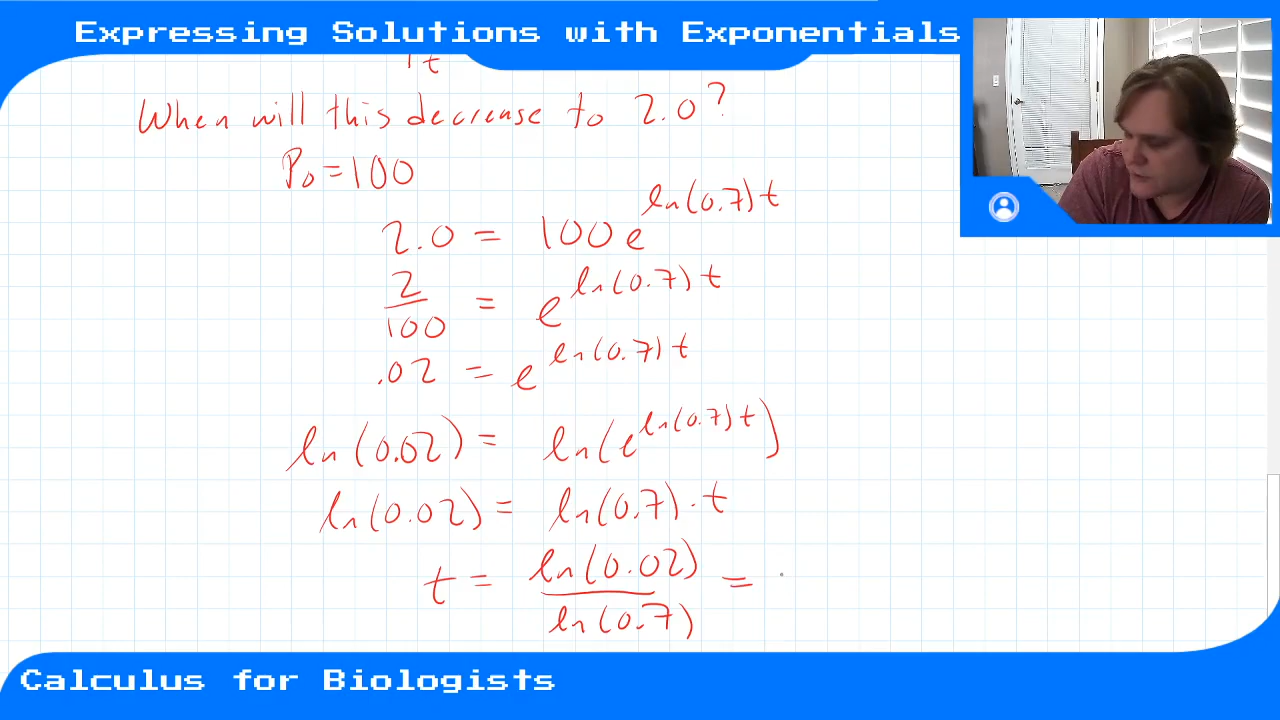 Expressing Solutions with Exponentials
When will this decrease to 2.0?
P₀=100
2.0 = 100e^{ln(0.7)t}
2/100 = e^{ln(0.7)t}
.02 = e^{ln(0.7)t}
ln(0.02) = ln(e^{ln(0.7)t})
ln(0.02) = ln(0.7)·t
t = ln(0.02)/ln(0.7) =
Calculus for Biologists